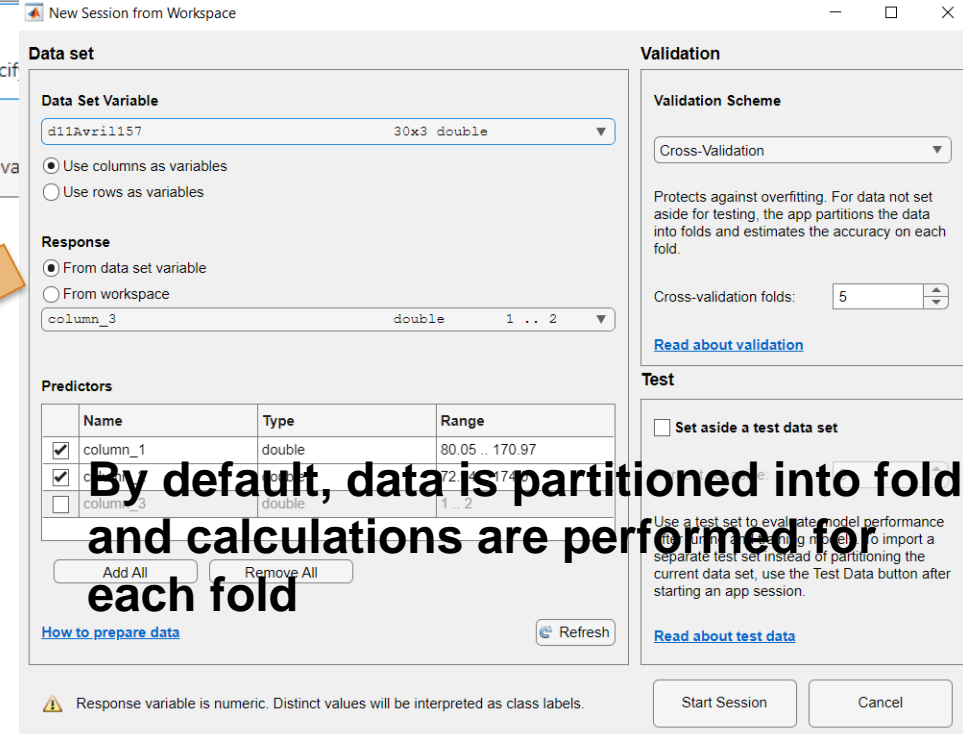 New Session from Workspace
Data set
Data Set Variable
d11Avril157 30x3 double
Use columns as variables
Use rows as variables
Response
From data set variable
From workspace
column_3 double 1 .. 2
Predictors
Name Type Range
column_1 double 80.05 .. 170.97
double
column_3 double 1 .. 2
Add All Remove All
How to prepare data Refresh
Response variable is numeric. Distinct values will be interpreted as class labels.
Validation
Validation Scheme
Cross-Validation
Protects against overfitting. For data not set
aside for testing, the app partitions the data
into folds and estimates the accuracy on each
fold.
Cross-validation folds: 5
Read about validation
Test
Set aside a test data set
Use a test set to evaluate model performance
after tuning and training models. To import a
separate test set instead of partitioning the
current data set, use the Test Data button after
starting an app session.
Read about test data
Start Session Cancel
By default, data is partitioned into fold
and calculations are performed for
each fold